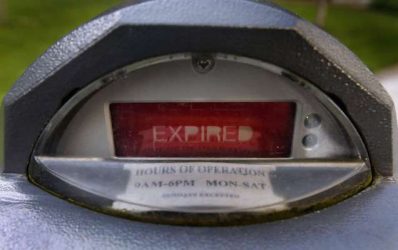 EXPIRED
HOURS OF OPERATION
9AM-6PM MON-SAT